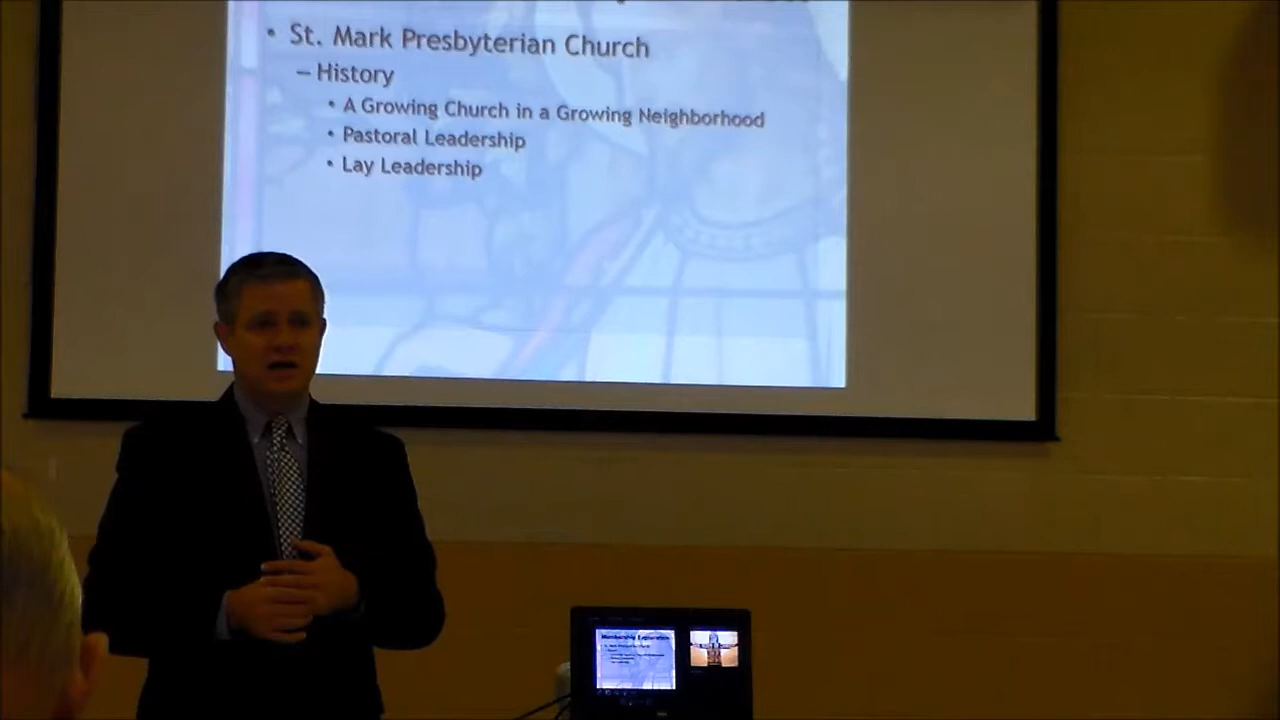 • St. Mark Presbyterian Church
– History
• A Growing Church in a Growing Neighborhood
• Pastoral Leadership
• Lay Leadership
Membership Exploration